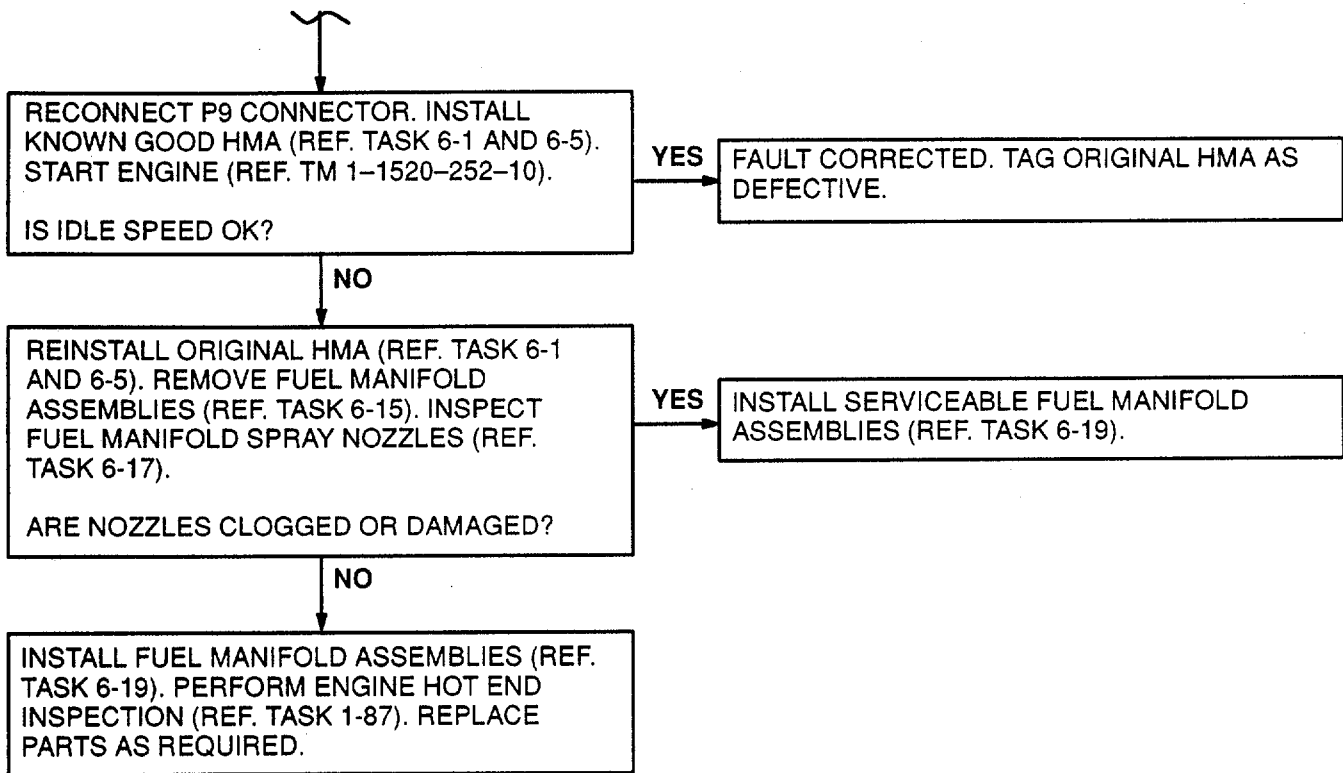 RECONNECT P9 CONNECTOR. INSTALL
KNOWN GOOD HMA (REF. TASK 6-1 AND 6-5).
START ENGINE (REF. TM 1–1520–252–10).
IS IDLE SPEED OK?
YES
FAULT CORRECTED. TAG ORIGINAL HMA AS
DEFECTIVE.
NO
REINSTALL ORIGINAL HMA (REF. TASK 6-1
AND 6-5). REMOVE FUEL MANIFOLD
ASSEMBLIES (REF. TASK 6-15). INSPECT
FUEL MANIFOLD SPRAY NOZZLES (REF.
TASK 6-17).
ARE NOZZLES CLOGGED OR DAMAGED?
YES
INSTALL SERVICEABLE FUEL MANIFOLD
ASSEMBLIES (REF. TASK 6-19).
NO
INSTALL FUEL MANIFOLD ASSEMBLIES (REF.
TASK 6-19). PERFORM ENGINE HOT END
INSPECTION (REF. TASK 1-87). REPLACE
PARTS AS REQUIRED.